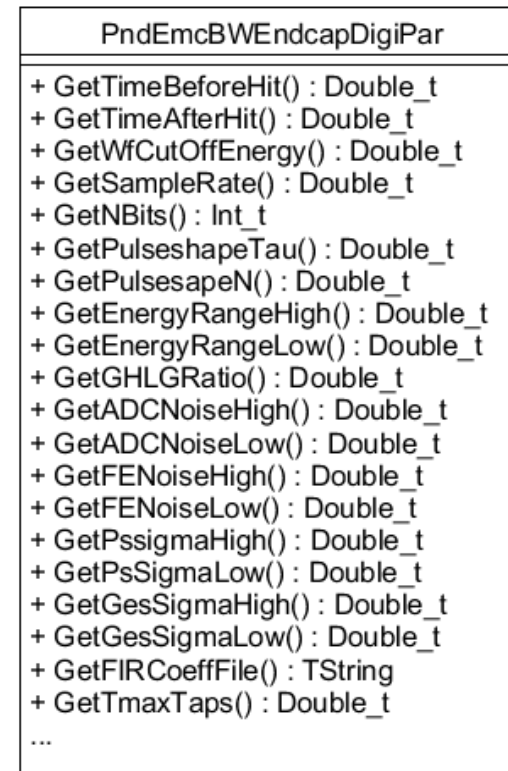 PndEmcBWEndcapDigiPar
+ GetTimeBeforeHit() : Double_t
+ GetTimeAfterHit() : Double_t
+ GetWfCutOffEnergy() : Double_t
+ GetSampleRate() : Double_t
+ GetNBits() : Int_t
+ GetPulseshapeTau() : Double_t
+ GetPulsesapeN() : Double_t
+ GetEnergyRangeHigh() : Double_t
+ GetEnergyRangeLow() : Double_t
+ GetGHLGRatio() : Double_t
+ GetADCNoiseHigh() : Double_t
+ GetADCNoiseLow() : Double_t
+ GetFENoiseHigh() : Double_t
+ GetFENoiseLow() : Double_t
+ GetPssigmaHigh() : Double_t
+ GetPsSigmaLow() : Double_t
+ GetGesSigmaHigh() : Double_t
+ GetGesSigmaLow() : Double_t
+ GetFIRCoeffFile() : TString
+ GetTmaxTaps() : Double_t
...